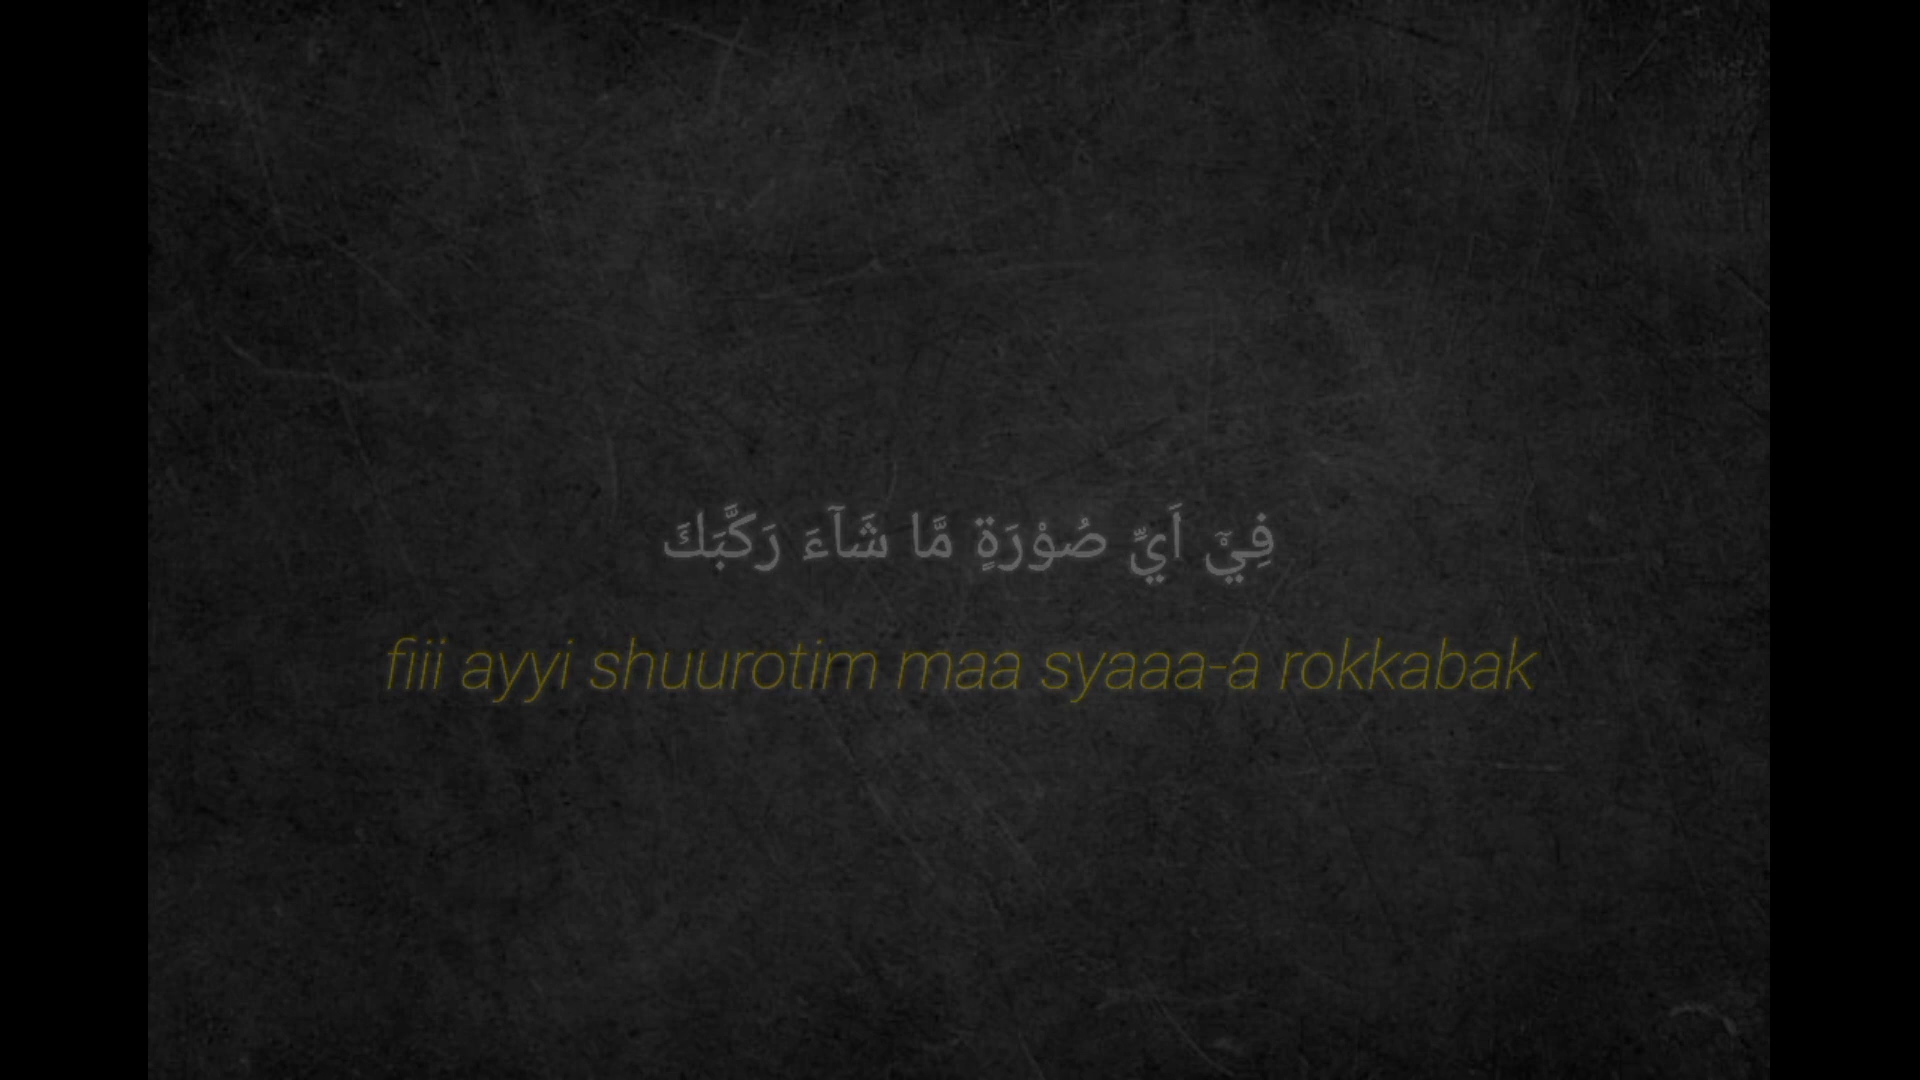 فِيْٓ اَيِّ صُوْرَةٍ مَّا شَآءَ رَكَّبَكَ
fiii ayyi shuurotim maa syaaa-a rokkabak